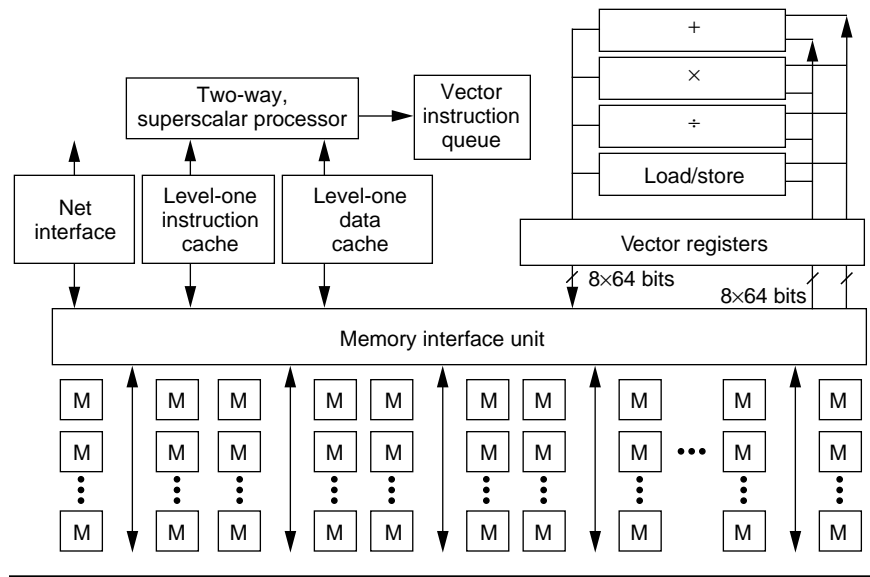 +
×
÷
Load/store
Two-way,
superscalar processor
Vector
instruction
queue
Net
interface
Level-one
instruction
cache
Level-one
data
cache
Vector registers
8×64 bits
8×64 bits
Memory interface unit
M M M M M M M M M M
M M M M M M M M ••• M M
M M M M M M M M M M